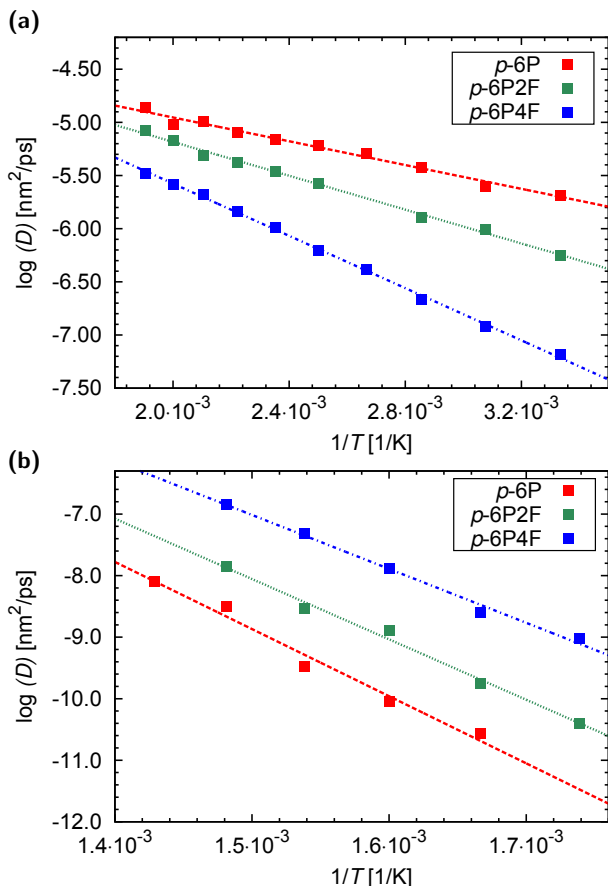 (a)
-4.50
-5.00
-5.50
-6.00
-6.50
-7.00
-7.50
log (D) [nm²/ps]
p-6P
p-6P2F
p-6P4F
2.0·10⁻³ 2.4·10⁻³ 2.8·10⁻³ 3.2·10⁻³
1/T [1/K]
(b)
-7.0
-8.0
-9.0
-10.0
-11.0
-12.0
log (D) [nm²/ps]
p-6P
p-6P2F
p-6P4F
1.4·10⁻³ 1.5·10⁻³ 1.6·10⁻³ 1.7·10⁻³
1/T [1/K]